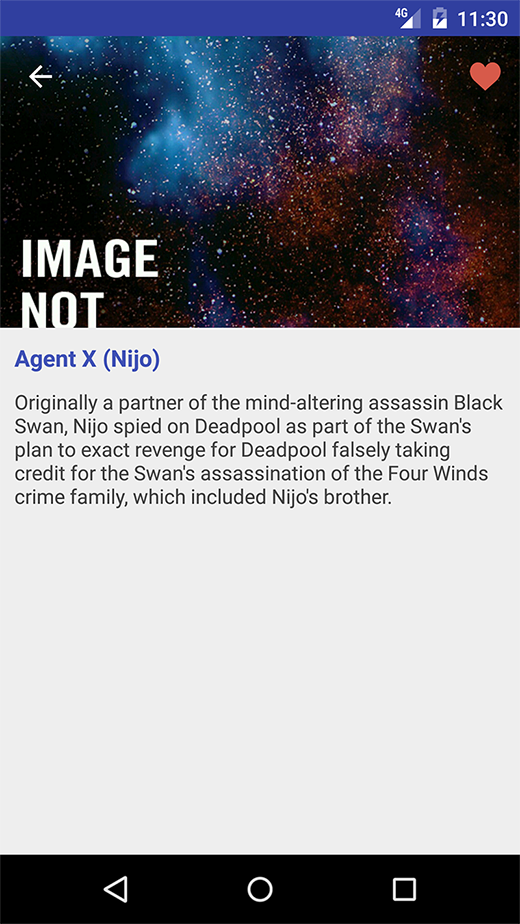 4G 11:30
IMAGE
NOT
Agent X (Nijo)
Originally a partner of the mind-altering assassin Black
Swan, Nijo spied on Deadpool as part of the Swan's
plan to exact revenge for Deadpool falsely taking
credit for the Swan's assassination of the Four Winds
crime family, which included Nijo's brother.